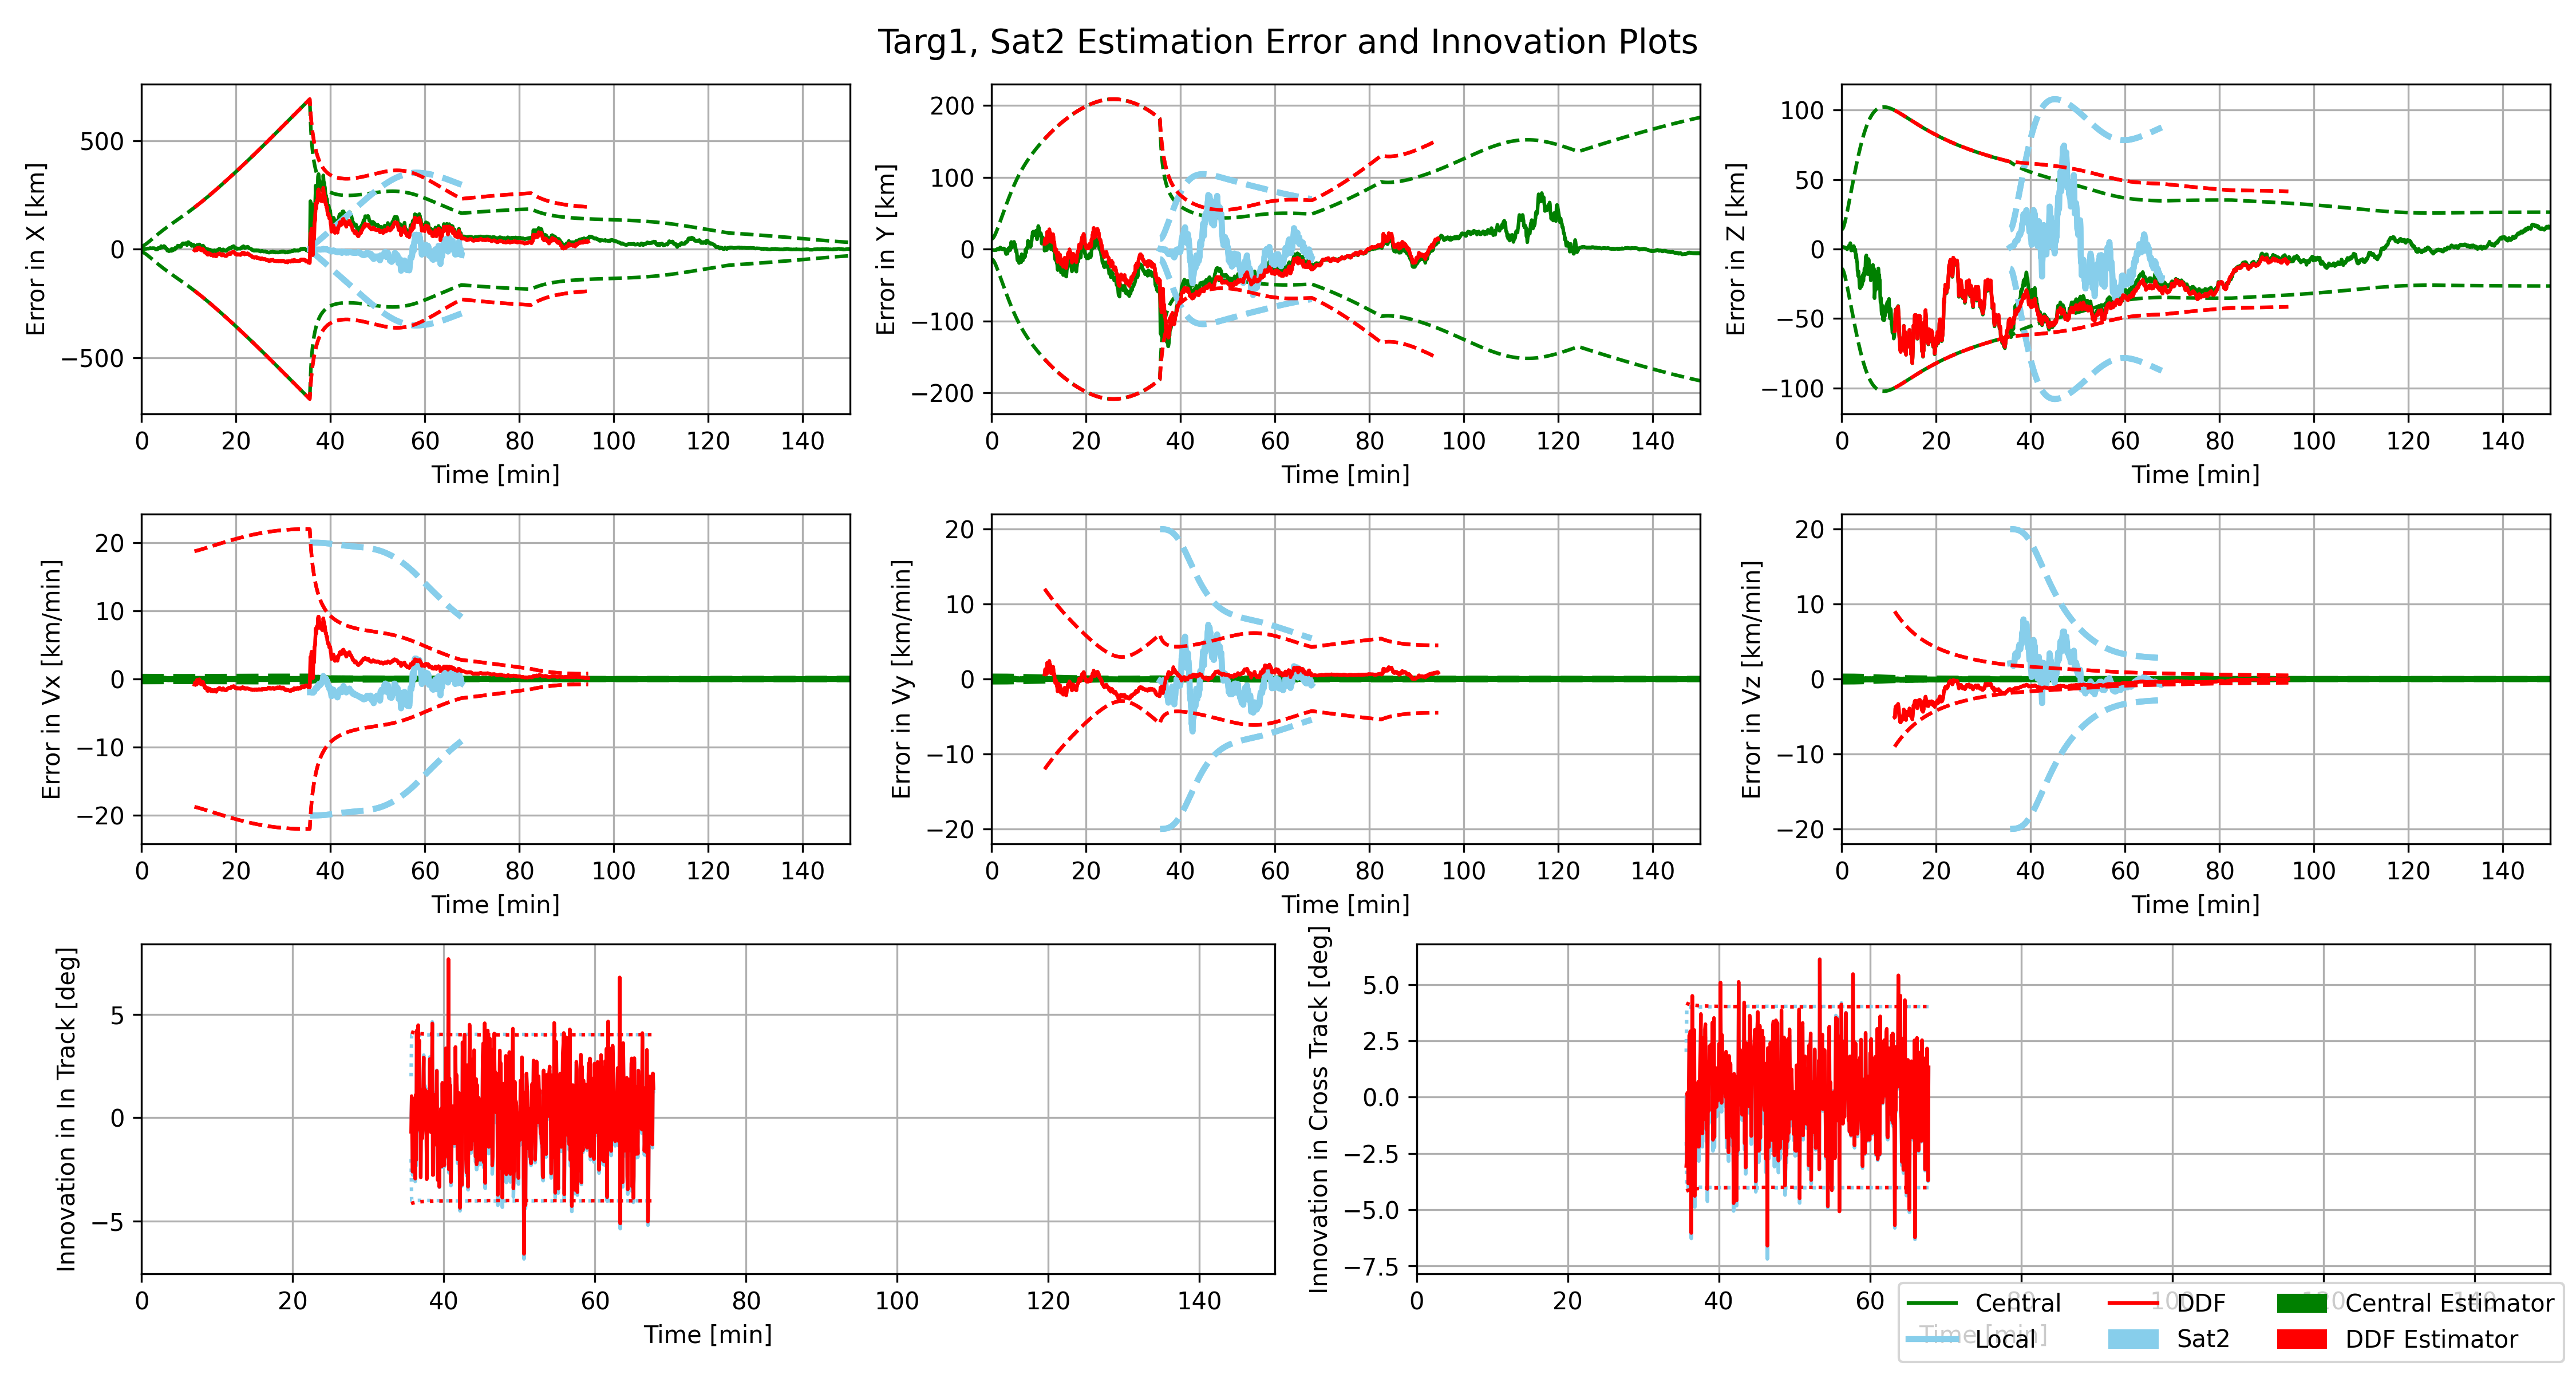 Targ1, Sat2 Estimation Error and Innovation Plots
Error in X [km]
500
0
−500
0 20 40 60 80 100 120 140
Time [min]
Error in Y [km]
200
100
0
−100
−200
0 20 40 60 80 100 120 140
Time [min]
Error in Z [km]
100
50
0
−50
−100
0 20 40 60 80 100 120 140
Time [min]
Error in Vx [km/min]
20
10
0
−10
−20
0 20 40 60 80 100 120 140
Time [min]
Error in Vy [km/min]
20
10
0
−10
−20
0 20 40 60 80 100 120 140
Time [min]
Error in Vz [km/min]
20
10
0
−10
−20
0 20 40 60 80 100 120 140
Time [min]
Innovation in In Track [deg]
5
0
−5
0 20 40 60 80 100 120 140
Time [min]
Innovation in Cross Track [deg]
5.0
2.5
0.0
−2.5
−5.0
−7.5
0 20 40 60 80 100 120 140
Time [min]
Central DDF Central Estimator
Local Sat2 DDF Estimator